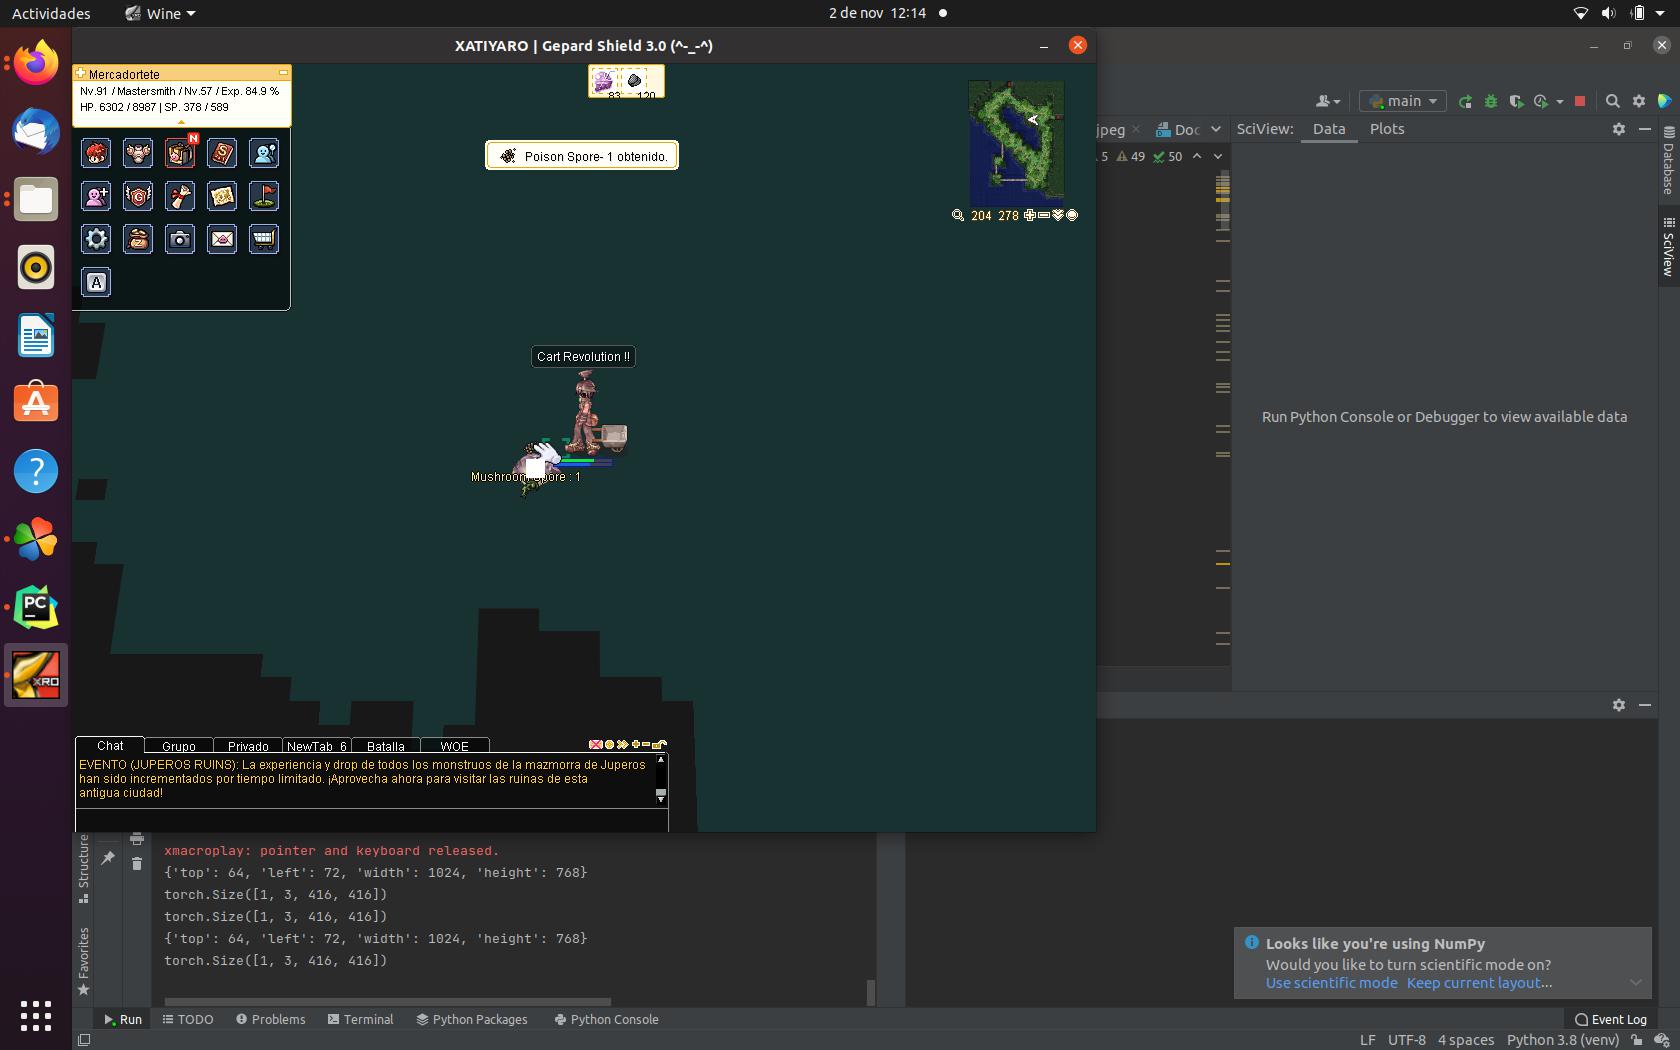 Actividades
Wine
2 de nov 12:14
XATIYARO | Gepard Shield 3.0 (^-_-^)
Mercadortete
Nv.91 / Mastersmith / Nv.57 / Exp. 84.9 %
HP. 6302 / 8987 | SP. 378 / 589
N
A
83
120
Poison Spore- 1 obtenido.
204 278
Cart Revolution !!
Mushroom Spore : 1
Chat
Grupo
Privado
NewTab 6
Batalla
WOE
EVENTO (JUPEROS RUINS): La experiencia y drop de todos los monstruos de la mazmorra de Juperos
han sido incrementados por tiempo limitado. ¡Aprovecha ahora para visitar las ruinas de esta
antigua ciudad!
PC
XRO
main
jpeg
Doc
5
49
50
SciView:
Data
Plots
Database
SciView
Run Python Console or Debugger to view available data
Structure
Favorites
xmacroplay: pointer and keyboard released.
{'top': 64, 'left': 72, 'width': 1024, 'height': 768}
torch.Size([1, 3, 416, 416])
torch.Size([1, 3, 416, 416])
{'top': 64, 'left': 72, 'width': 1024, 'height': 768}
torch.Size([1, 3, 416, 416])
Looks like you're using NumPy
Would you like to turn scientific mode on?
Use scientific mode Keep current layout...
Run
TODO
Problems
Terminal
Python Packages
Python Console
Event Log
LF UTF-8 4 spaces Python 3.8 (venv)